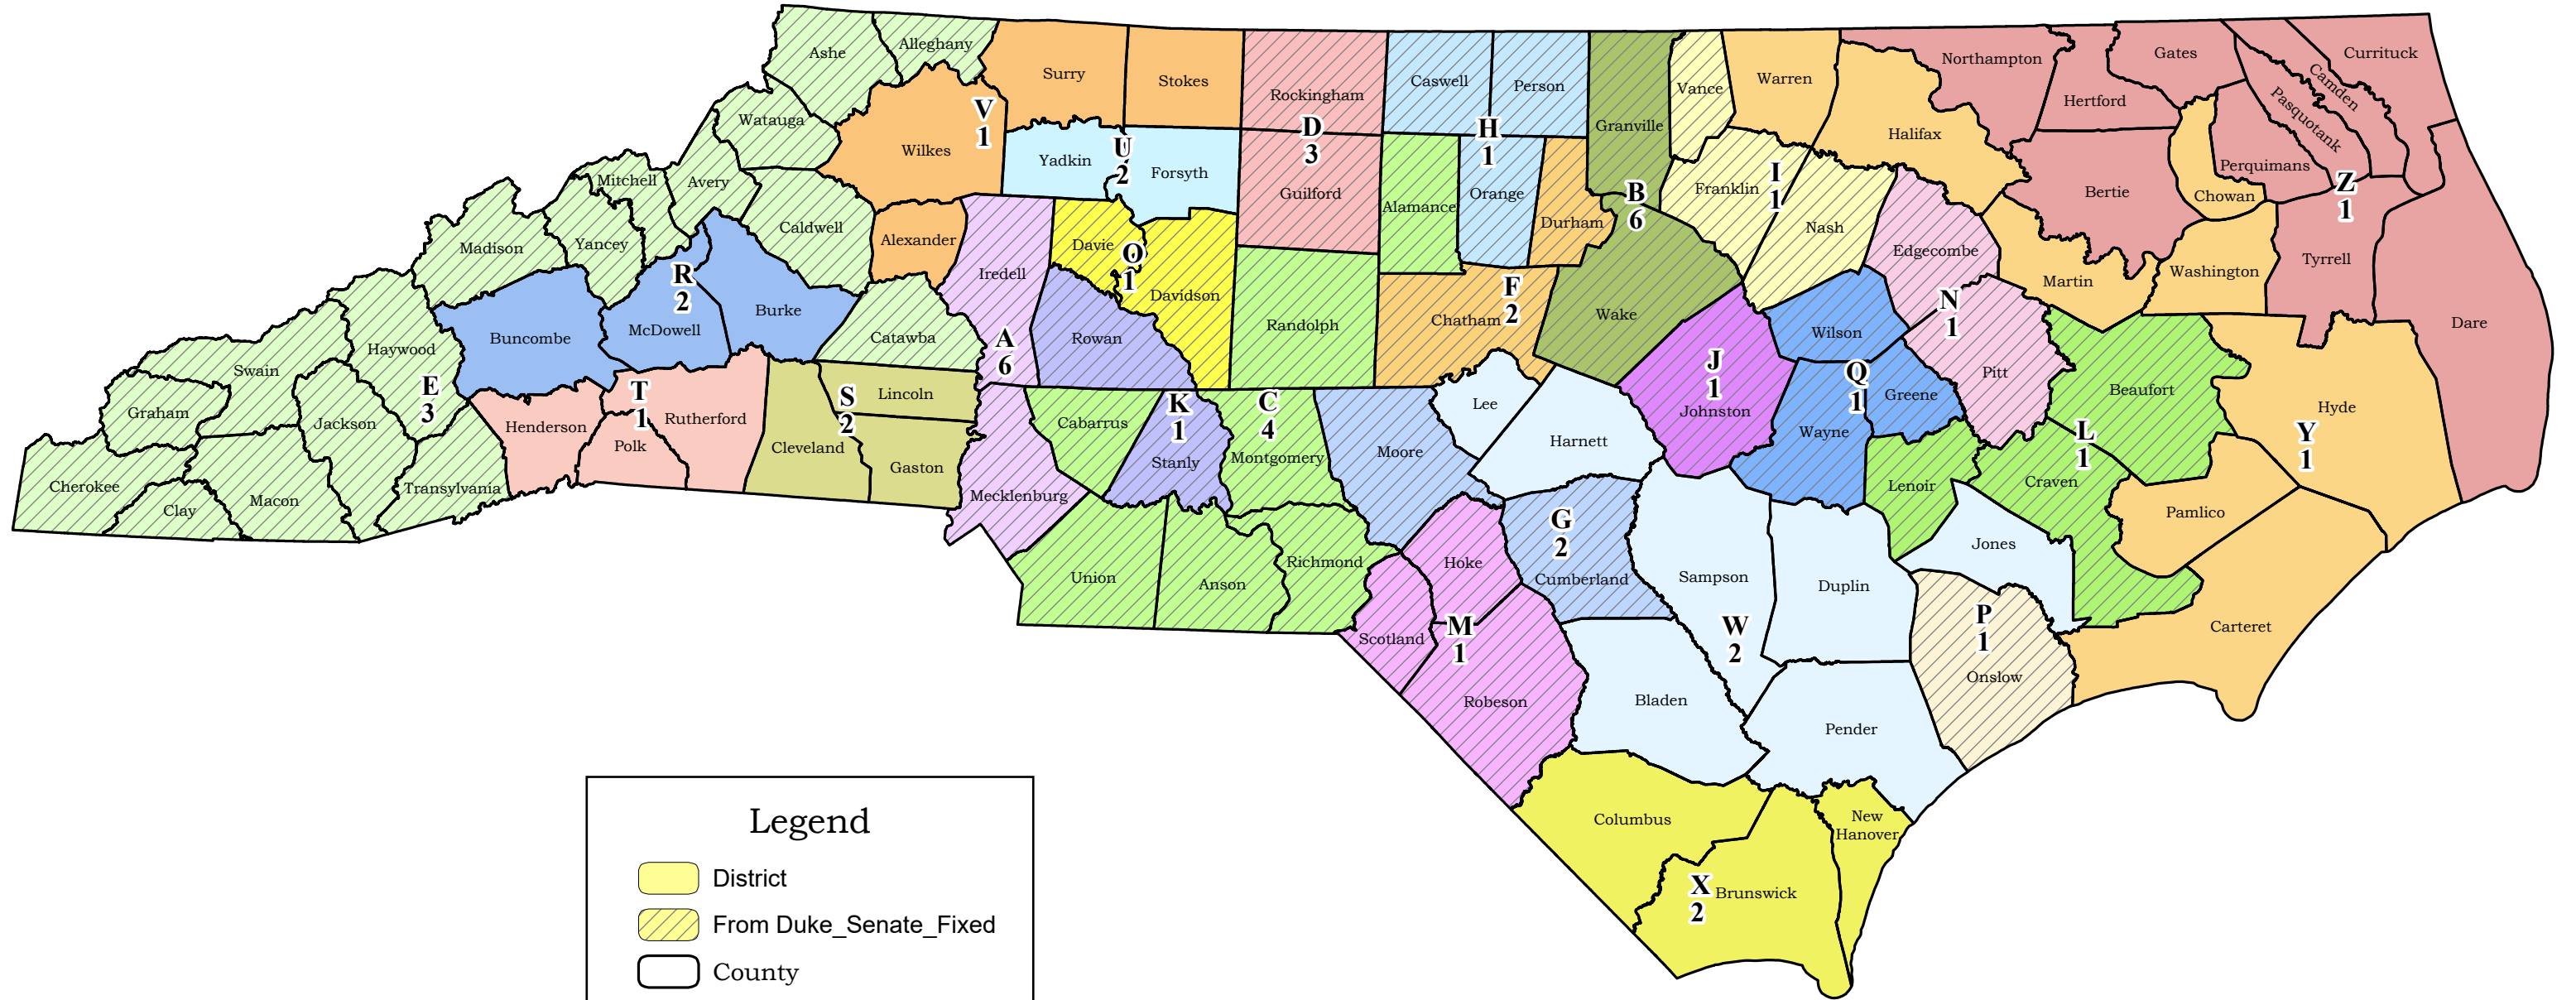 Ashe
Alleghany
Surry
Stokes
Rockingham
Caswell
Person
Granville
Vance
Warren
Northampton
Gates
Currituck
Camden
Hertford
Pasquotank
Halifax
Watauga
V
1
Wilkes
Yadkin
U
2
Forsyth
D
3
Guilford
H
1
Orange
Durham
Alamance
B
6
Franklin
I
1
Nash
Edgecombe
Bertie
Chowan
Perquimans
Z
1
Mitchell
Avery
Caldwell
Alexander
Iredell
Davie
O
1
Davidson
Randolph
Chatham
F
2
Wake
Wilson
N
1
Martin
Washington
Tyrrell
Dare
Madison
Yancey
R
2
McDowell
Burke
Buncombe
Catawba
A
6
Rowan
Haywood
Swain
Graham
Jackson
E
3
T
1
Henderson
Polk
Rutherford
S
2
Lincoln
Cleveland
Gaston
Mecklenburg
Cabarrus
K
1
Stanly
C
4
Montgomery
Moore
Lee
Harnett
J
1
Johnston
Q
1
Greene
Wayne
Pitt
Beaufort
Hyde
Y
1
L
1
Craven
Lenoir
Pamlico
Jones
Cherokee
Clay
Macon
Transylvania
Union
Anson
Richmond
Hoke
G
2
Cumberland
Sampson
Duplin
Scotland
M
1
Robeson
W
2
Bladen
P
1
Onslow
Carteret
Pender
Columbus
New
Hanover
X
2
Brunswick
Legend
District
From Duke_Senate_Fixed
County